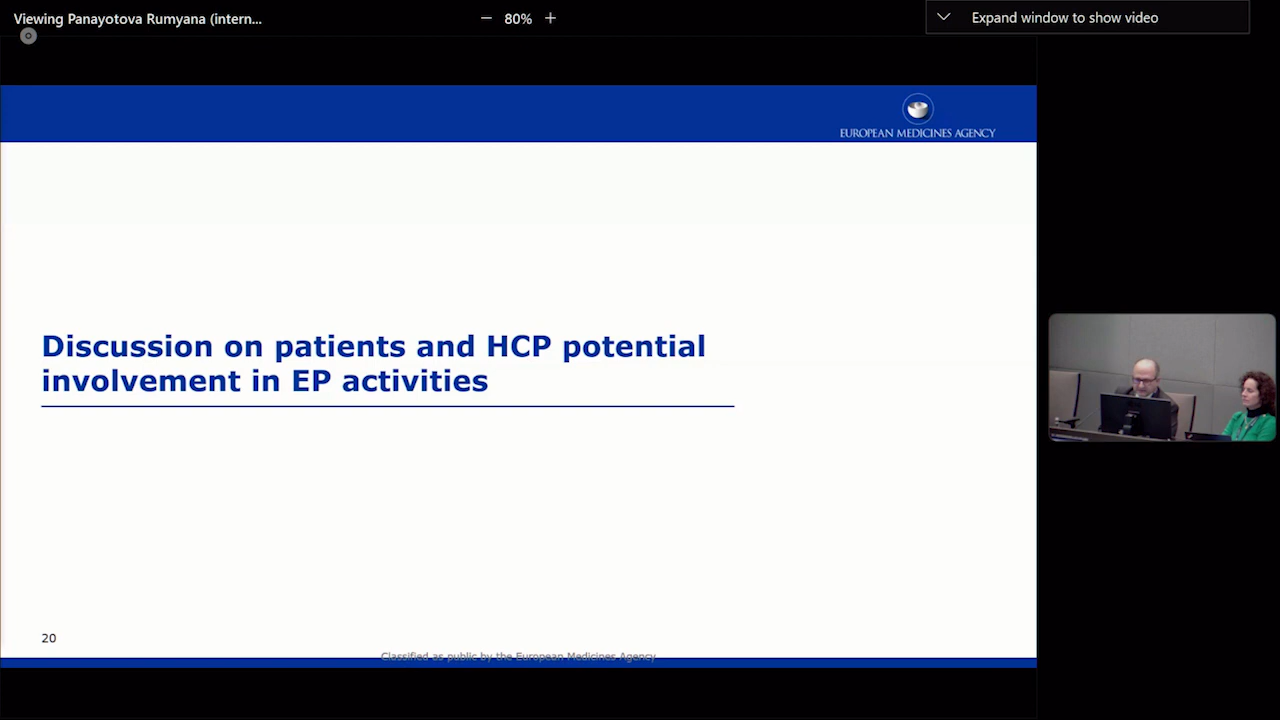 Viewing Panayotova Rumyana (intern...
80%
Expand window to show video
EUROPEAN MEDICINES AGENCY
Discussion on patients and HCP potential
involvement in EP activities
20
Classified as public by the European Medicines Agency